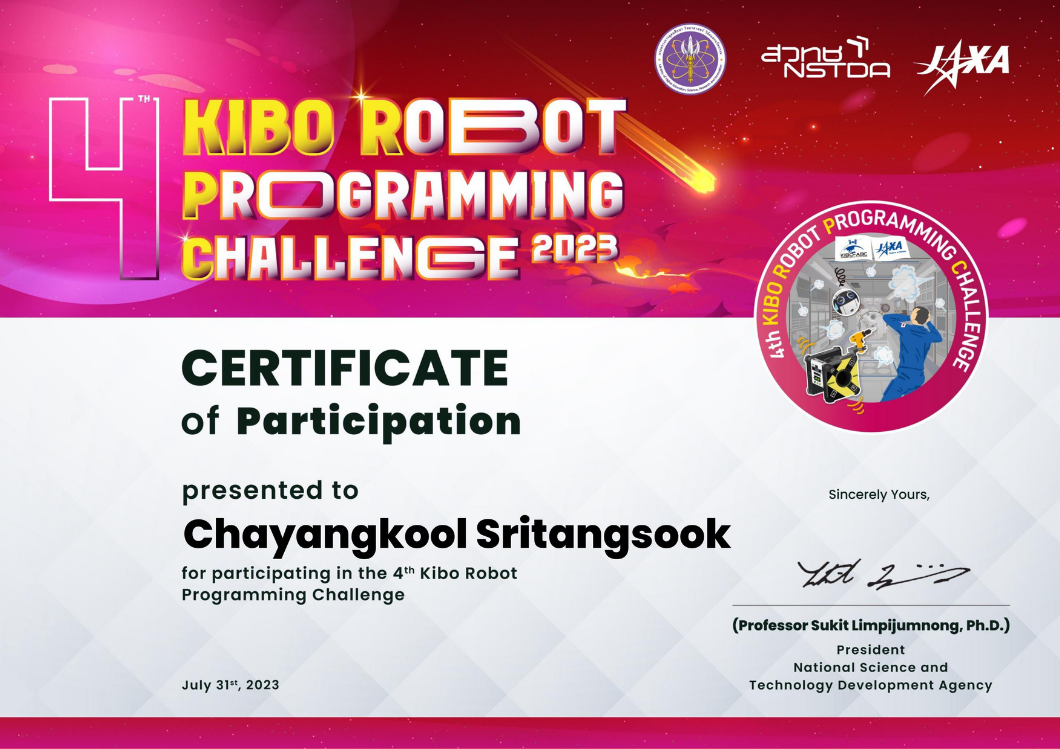 สวทช
NSTDA
JAXA
4TH
KIBO ROBOT
PROGRAMMING
CHALLENGE 2023
4th KIBO ROBOT PROGRAMMING CHALLENGE
JAXA
CERTIFICATE
of Participation
presented to
Chayangkool Sritangsook
for participating in the 4th Kibo Robot
Programming Challenge
July 31st, 2023
Sincerely Yours,
(Professor Sukit Limpijumnong, Ph.D.)
President
National Science and
Technology Development Agency